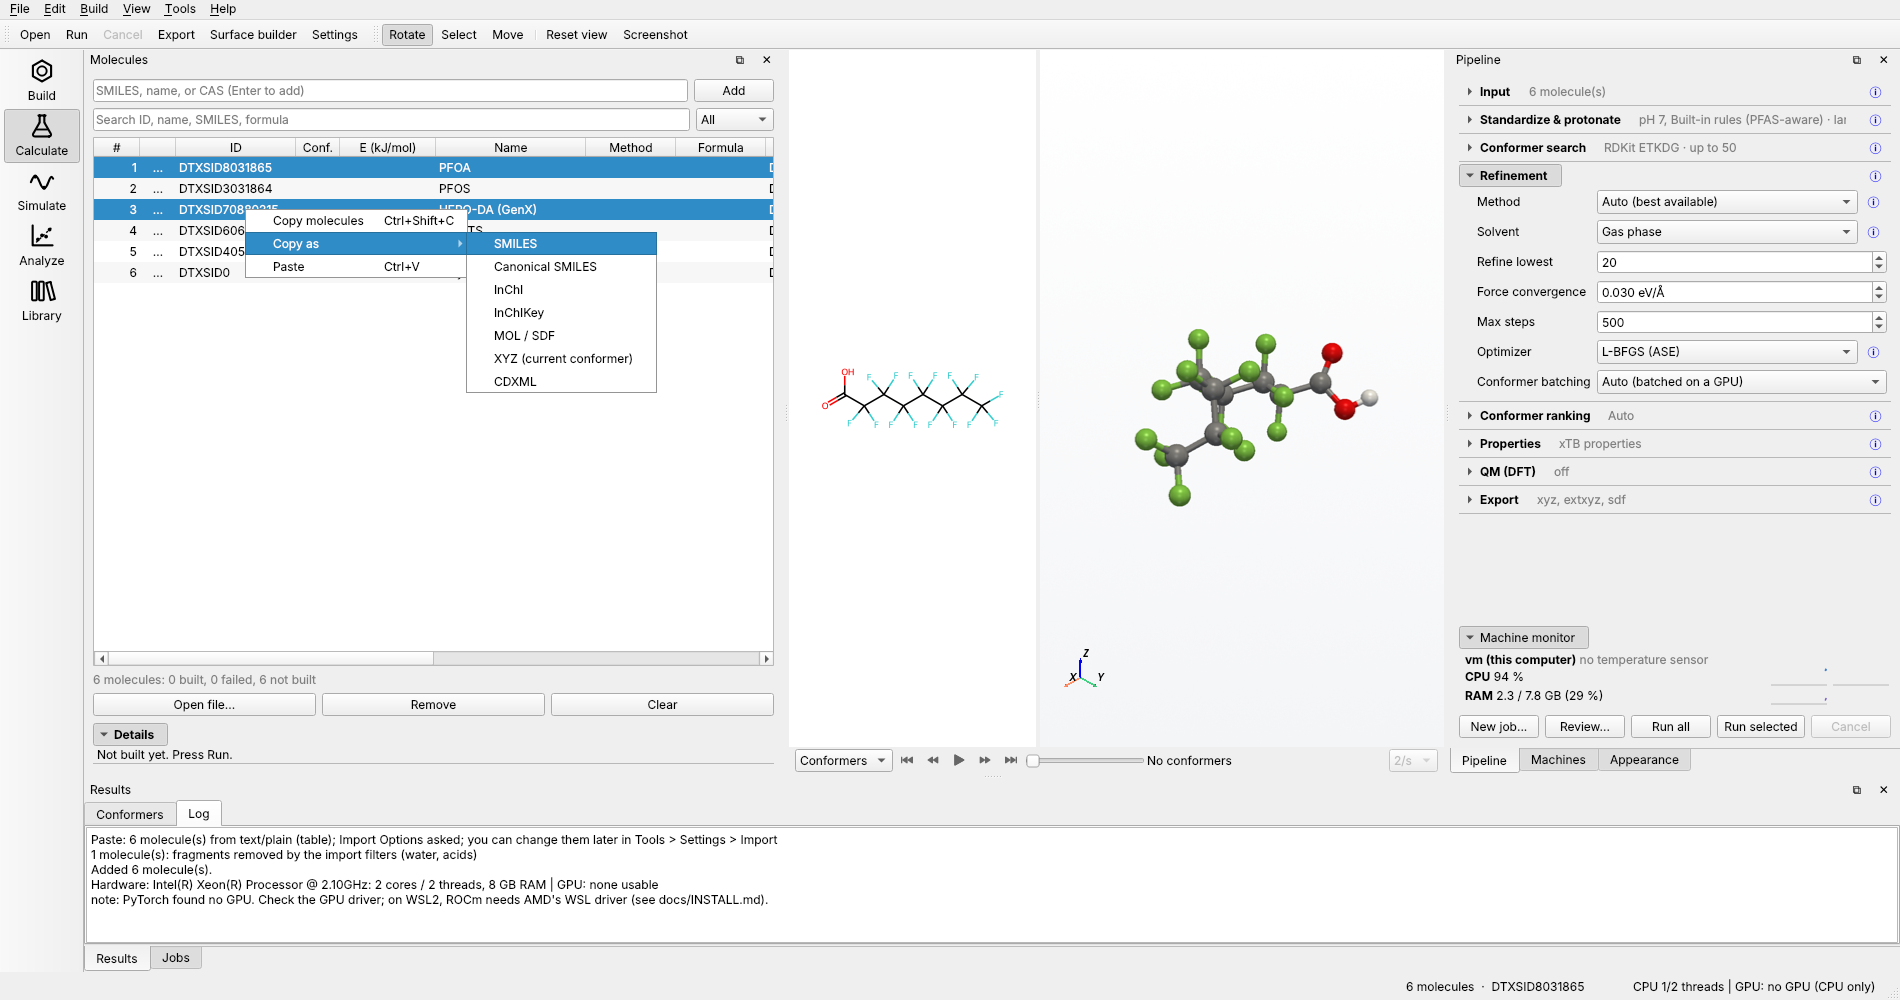 File Edit Build View Tools Help
Open Run Cancel Export Surface builder Settings Rotate Select Move Reset view Screenshot
Build
Calculate
Simulate
Analyze
Library
Molecules
SMILES, name, or CAS (Enter to add) Add
Search ID, name, SMILES, formula All
# ID Conf. E (kJ/mol) Name Method Formula
1 ... DTXSID8031865 PFOA
2 ... DTXSID3031864 PFOS
3 ... DTXSID70880215 HFPO-DA (GenX)
4 ... DTXSID606 TS
5 ... DTXSID405
6 ... DTXSID0
Copy molecules Ctrl+Shift+C
Copy as
Paste Ctrl+V
SMILES
Canonical SMILES
InChI
InChIKey
MOL / SDF
XYZ (current conformer)
CDXML
6 molecules: 0 built, 0 failed, 6 not built
Open file... Remove Clear
Details
Not built yet. Press Run.
OH F F F F F F F
O F F F F F F F F
Z
X Y
Conformers No conformers 2/s
Pipeline
Input 6 molecule(s)
Standardize & protonate pH 7, Built-in rules (PFAS-aware) · lar
Conformer search RDKit ETKDG · up to 50
Refinement
Method Auto (best available)
Solvent Gas phase
Refine lowest 20
Force convergence 0.030 eV/Å
Max steps 500
Optimizer L-BFGS (ASE)
Conformer batching Auto (batched on a GPU)
Conformer ranking Auto
Properties xTB properties
QM (DFT) off
Export xyz, extxyz, sdf
Machine monitor
vm (this computer) no temperature sensor
CPU 94 %
RAM 2.3 / 7.8 GB (29 %)
New job... Review... Run all Run selected Cancel
Pipeline Machines Appearance
Results
Conformers Log
Paste: 6 molecule(s) from text/plain (table); Import Options asked; you can change them later in Tools > Settings > Import
1 molecule(s): fragments removed by the import filters (water, acids)
Added 6 molecule(s).
Hardware: Intel(R) Xeon(R) Processor @ 2.10GHz: 2 cores / 2 threads, 8 GB RAM | GPU: none usable
note: PyTorch found no GPU. Check the GPU driver; on WSL2, ROCm needs AMD's WSL driver (see docs/INSTALL.md).
Results Jobs
6 molecules · DTXSID8031865 CPU 1/2 threads | GPU: no GPU (CPU only)